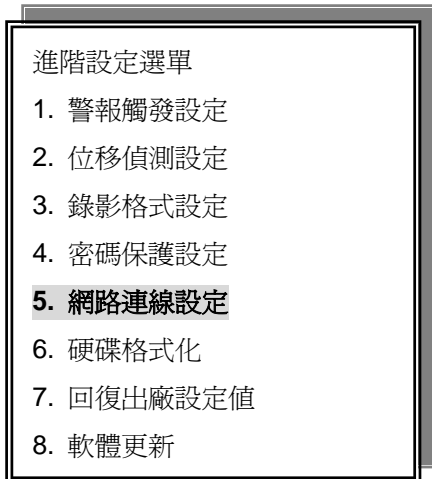 進階設定選單
1. 警報觸發設定
2. 位移偵測設定
3. 錄影格式設定
4. 密碼保護設定
5. 網路連線設定
6. 硬碟格式化
7. 回復出廠設定值
8. 軟體更新